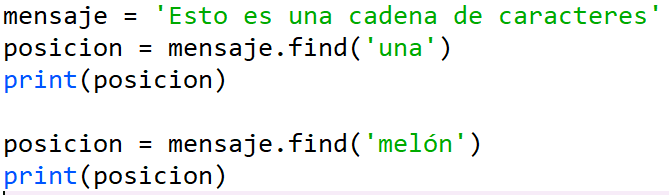 mensaje = 'Esto es una cadena de caracteres'
posicion = mensaje.find('una')
print(posicion)
posicion = mensaje.find('melón')
print(posicion)